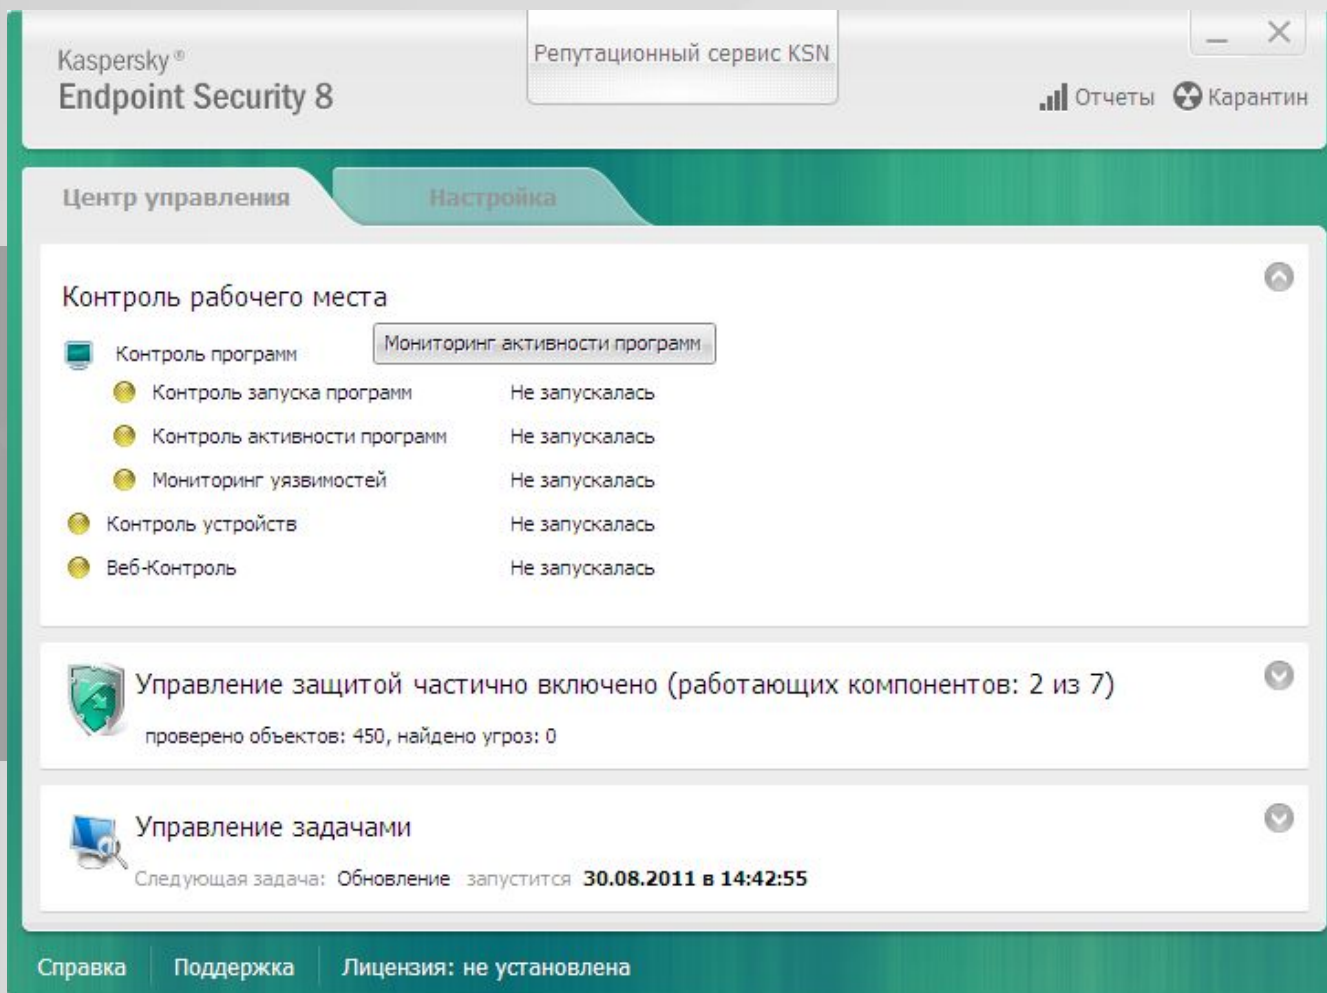 Репутационный сервис KSN
Kaspersky®
Endpoint Security 8
Отчеты Карантин
Центр управления Настройка
Контроль рабочего места
Контроль программ Мониторинг активности программ
Контроль запуска программ Не запускалась
Контроль активности программ Не запускалась
Мониторинг уязвимостей Не запускалась
Контроль устройств Не запускалась
Веб-Контроль Не запускалась
Управление защитой частично включено (работающих компонентов: 2 из 7)
проверено объектов: 450, найдено угроз: 0
Управление задачами
Следующая задача: Обновление запустится 30.08.2011 в 14:42:55
Справка Поддержка Лицензия: не установлена